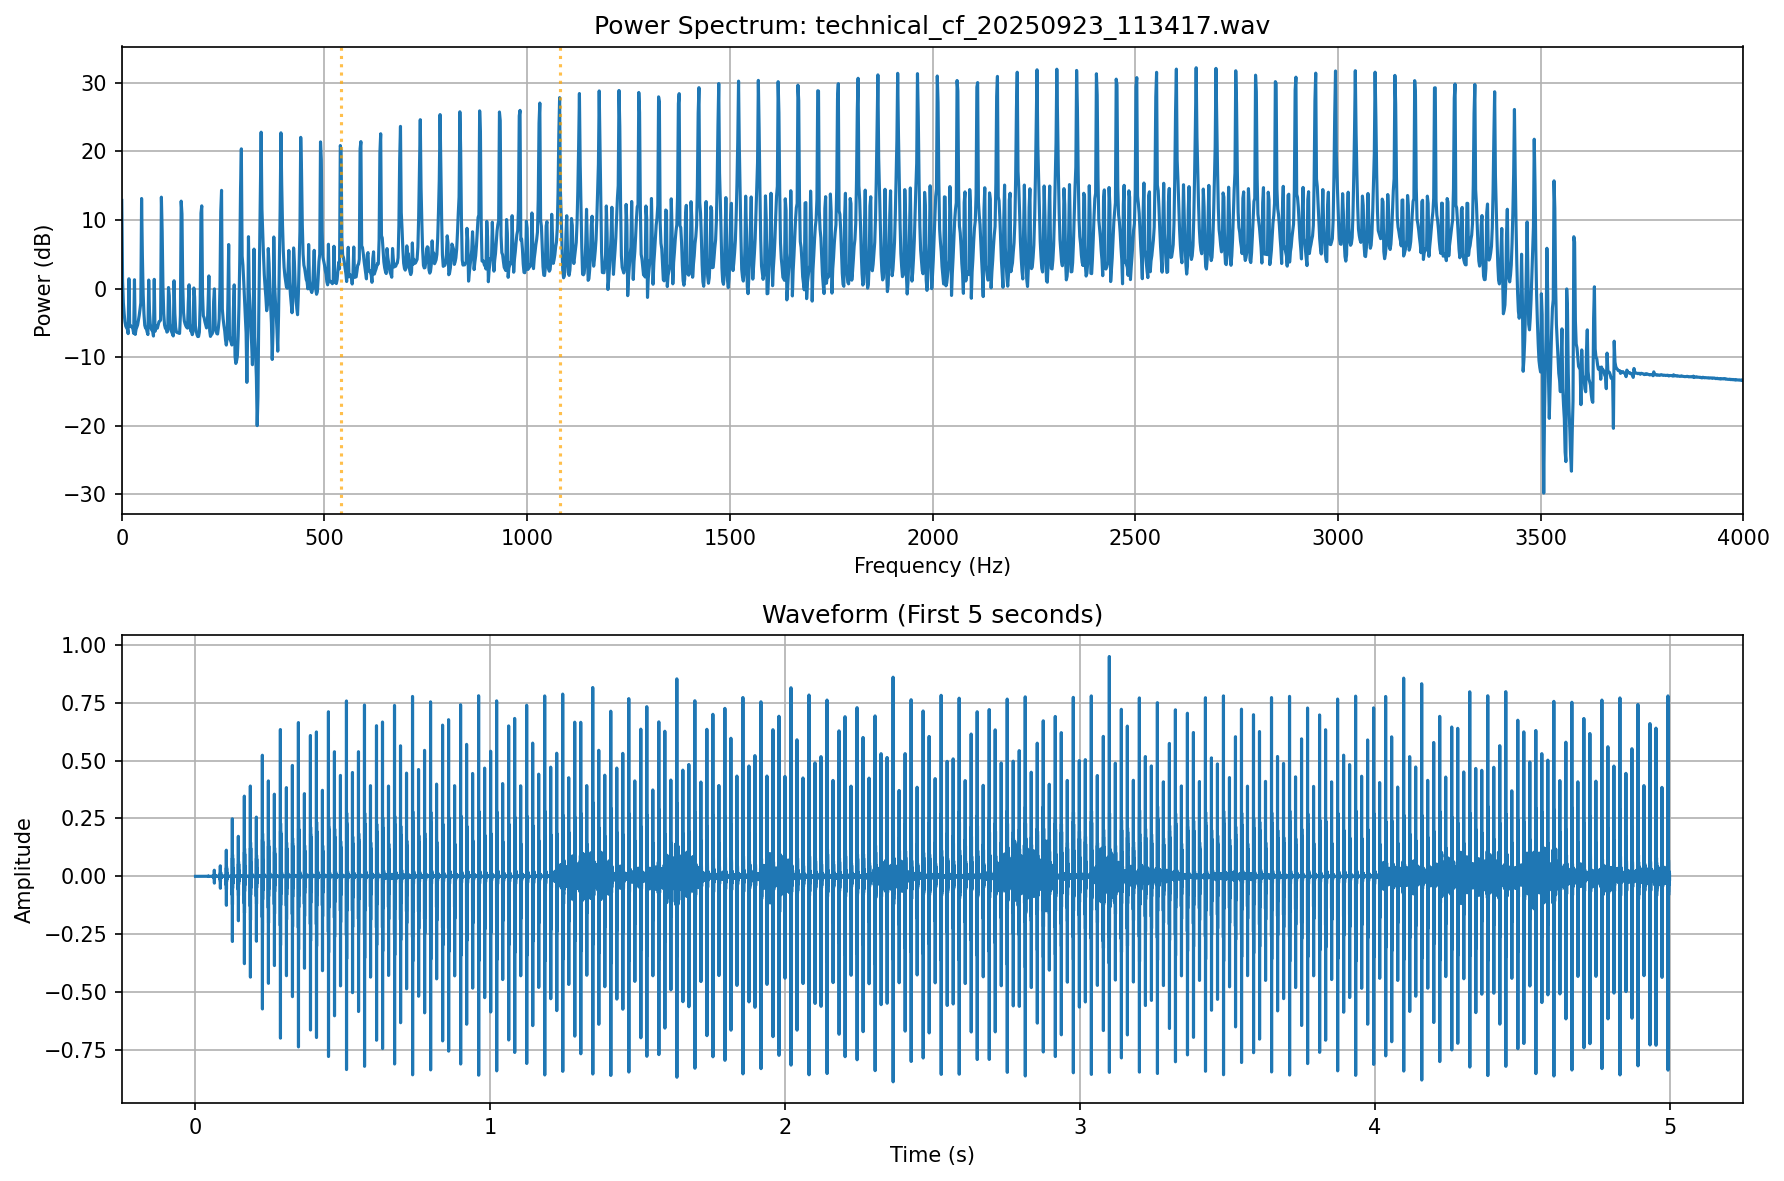 Power Spectrum: technical_cf_20250923_113417.wav
30
20
10
0
−10
−20
−30
Power (dB)
0 500 1000 1500 2000 2500 3000 3500 4000
Frequency (Hz)
Waveform (First 5 seconds)
1.00
0.75
0.50
0.25
0.00
−0.25
−0.50
−0.75
Amplitude
0 1 2 3 4 5
Time (s)